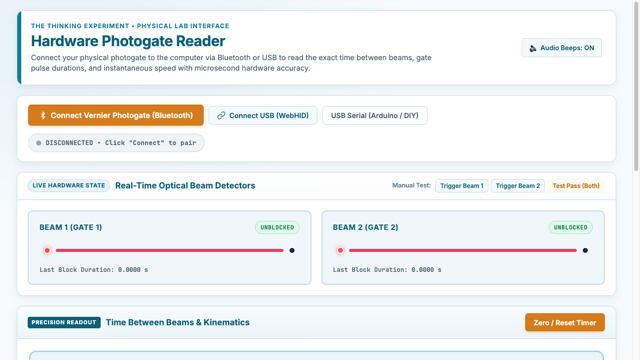 THE THINKING EXPERIMENT • PHYSICAL LAB INTERFACE
Hardware Photogate Reader
Connect your physical photogate to the computer via Bluetooth or USB to read the exact time between beams, gate
pulse durations, and instantaneous speed with microsecond hardware accuracy.
Audio Beeps: ON
Connect Vernier Photogate (Bluetooth)
Connect USB (WebHID)
USB Serial (Arduino / DIY)
DISCONNECTED • Click "Connect" to pair
LIVE HARDWARE STATE
Real-Time Optical Beam Detectors
Manual Test:
Trigger Beam 1
Trigger Beam 2
Test Pass (Both)
BEAM 1 (GATE 1)
UNBLOCKED
Last Block Duration: 0.0000 s
BEAM 2 (GATE 2)
UNBLOCKED
Last Block Duration: 0.0000 s
PRECISION READOUT
Time Between Beams & Kinematics
Zero / Reset Timer